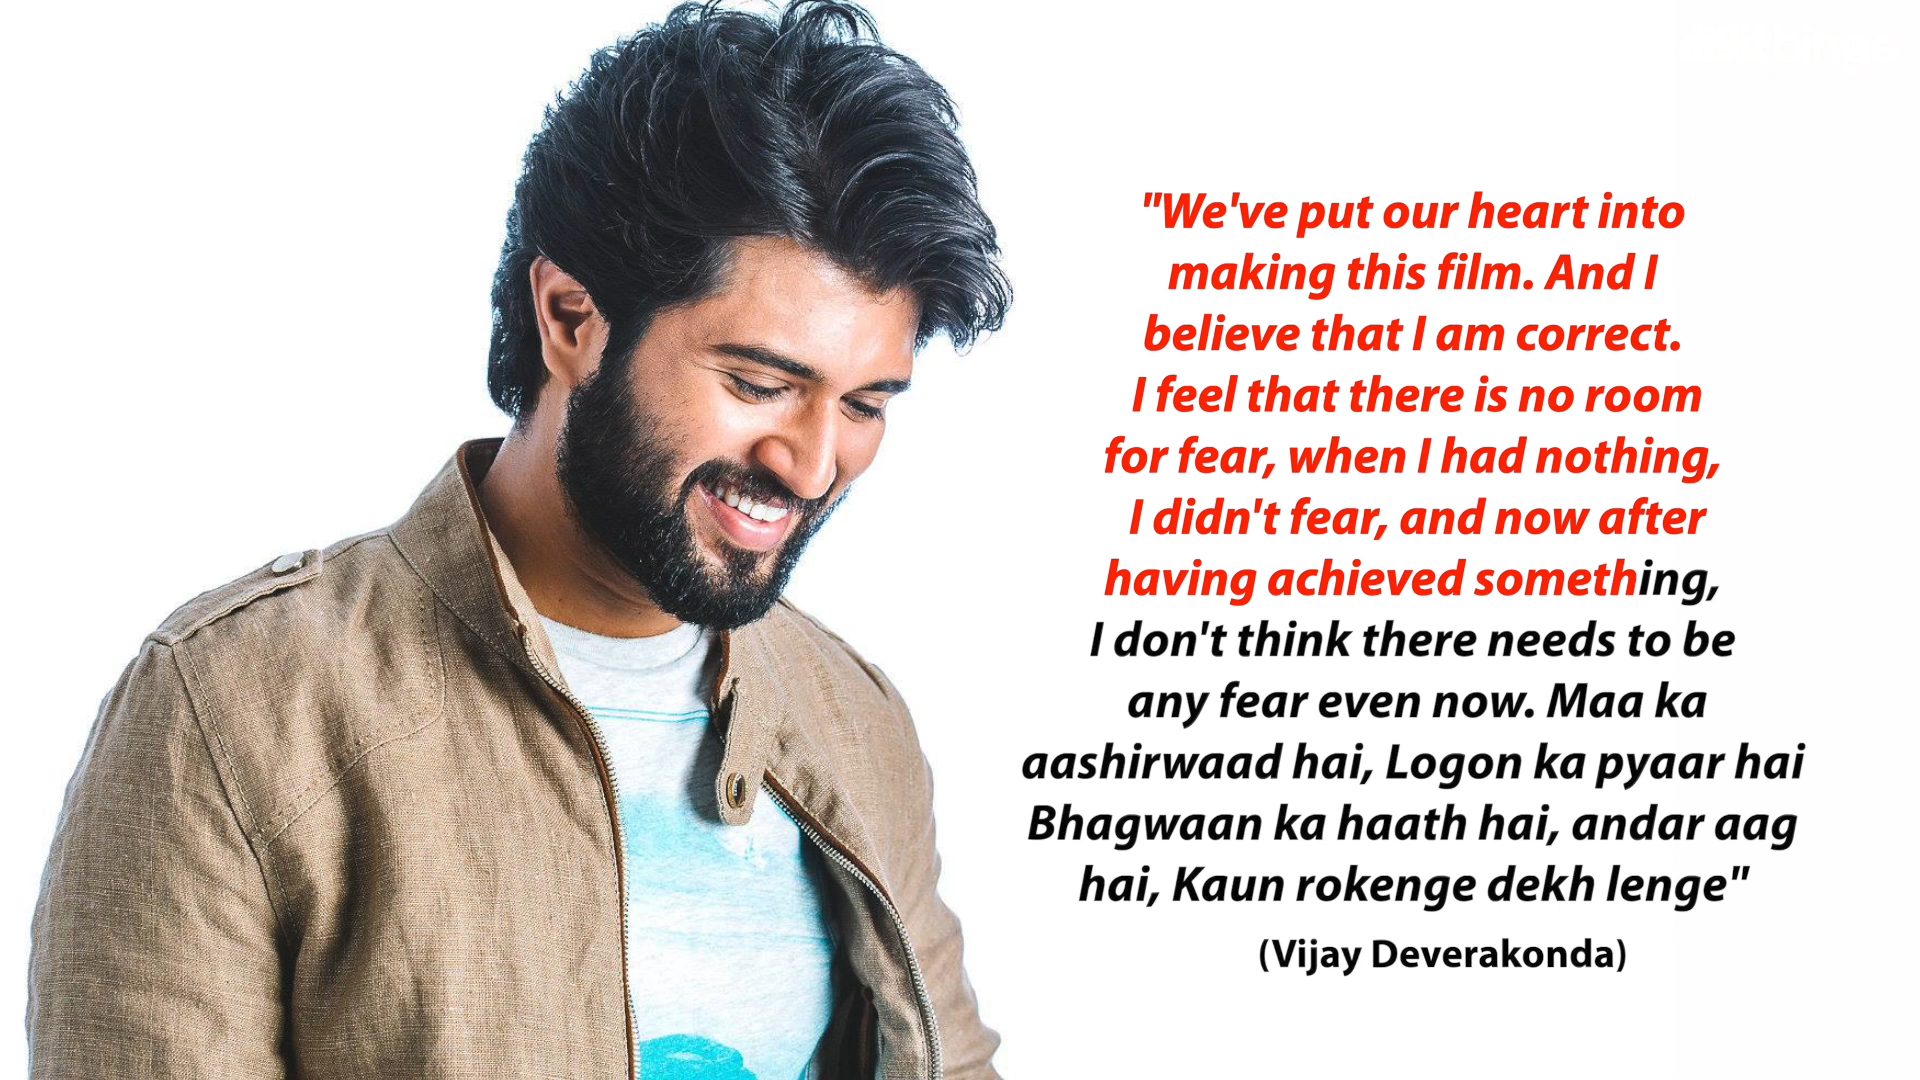 "We've put our heart into
making this film. And I
believe that I am correct.
I feel that there is no room
for fear, when I had nothing,
I didn't fear, and now after
having achieved something,
I don't think there needs to be
any fear even now. Maa ka
aashirwaad hai, Logon ka pyaar hai
Bhagwaan ka haath hai, andar aag
hai, Kaun rokenge dekh lenge"
(Vijay Deverakonda)